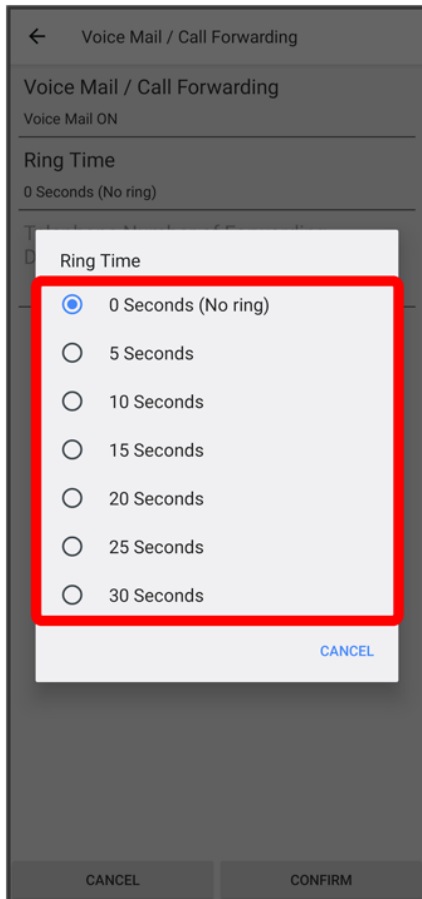 Voice Mail / Call Forwarding
Voice Mail / Call Forwarding
Voice Mail ON
Ring Time
0 Seconds (No ring)
Ring Time
0 Seconds (No ring)
5 Seconds
10 Seconds
15 Seconds
20 Seconds
25 Seconds
30 Seconds
CANCEL
CANCEL
CONFIRM